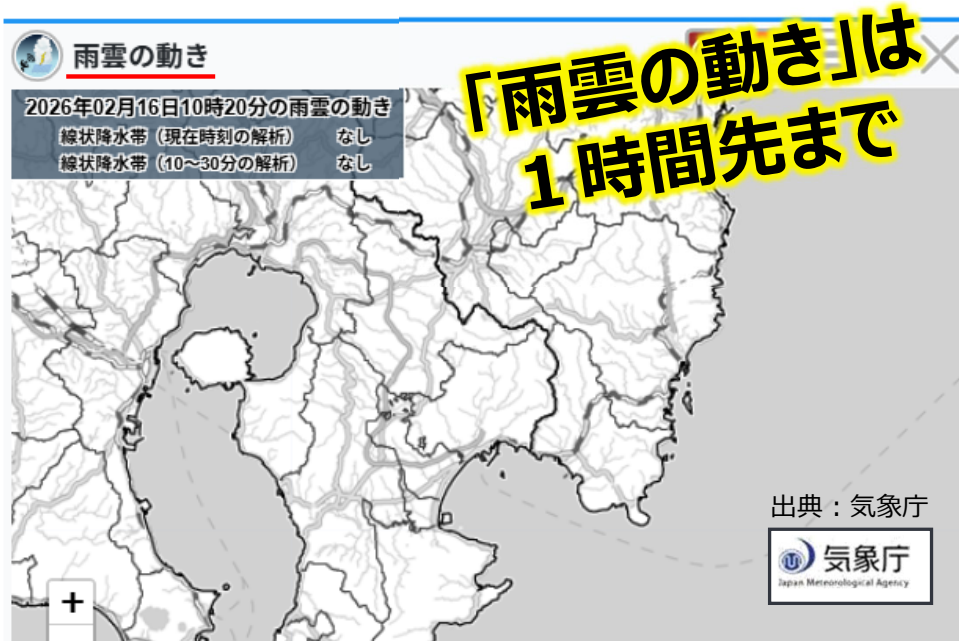 雨雲の動き
「雨雲の動き」は
1時間先まで
2026年02月16日10時20分の雨雲の動き
線状降水帯（現在時刻の解析）　なし
線状降水帯（10～30分の解析）　なし
出典：気象庁
気象庁
Japan Meteorological Agency
+